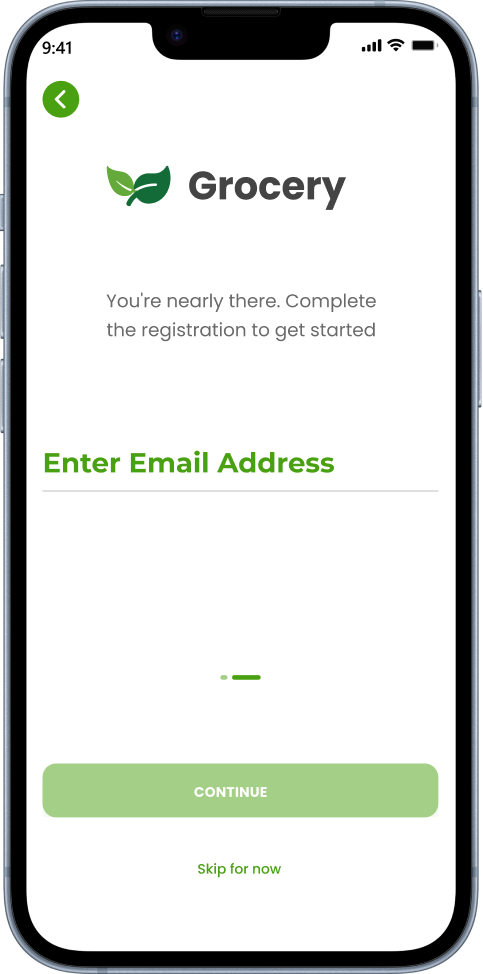 9:41
Grocery
You're nearly there. Complete
the registration to get started
Enter Email Address
CONTINUE
Skip for now